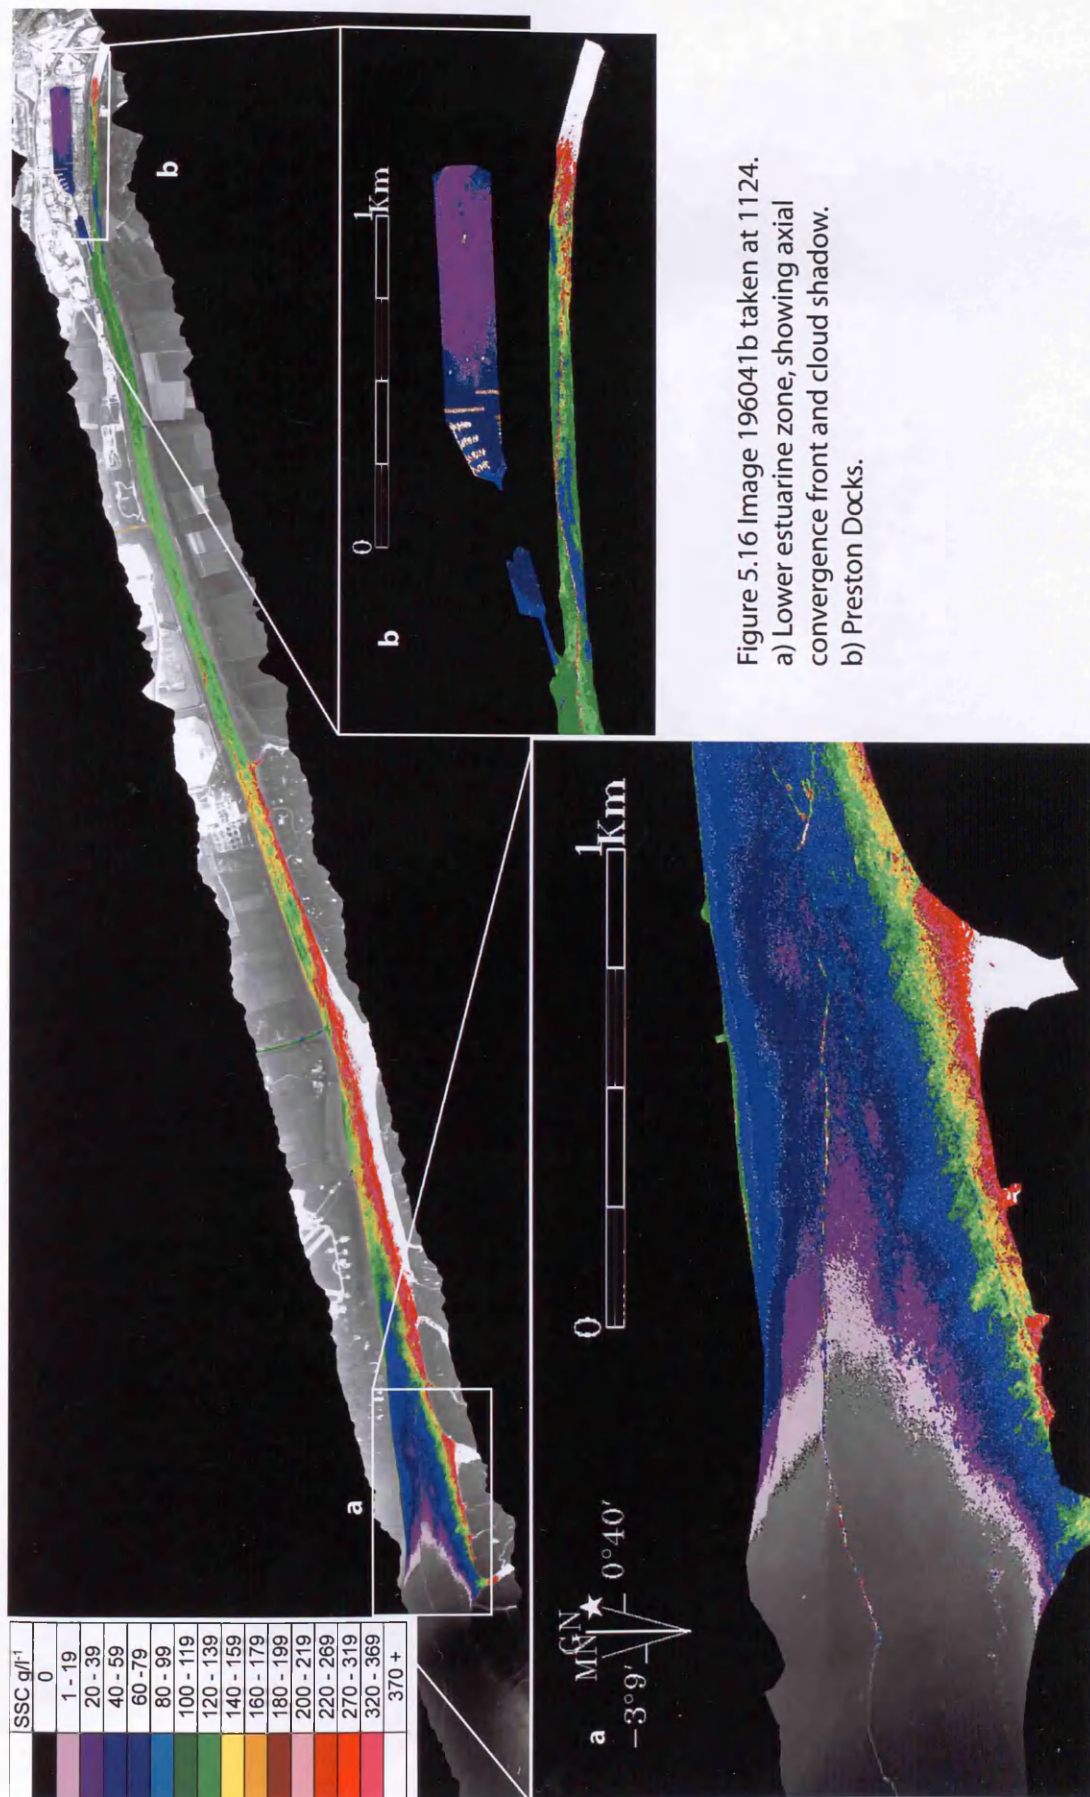 SSC g/l⁻¹
0
1 - 19
20 - 39
40 - 59
60 -79
80 - 99
100 - 119
120 - 139
140 - 159
160 - 179
180 - 199
200 - 219
220 - 269
270 - 319
320 - 369
370 +
a
b
b
0
1
Km
a
MN
GN
-3°9'
0°40'
0
1
Km
Figure 5.16 Image 196041b taken at 1124.
a) Lower estuarine zone, showing axial
convergence front and cloud shadow.
b) Preston Docks.